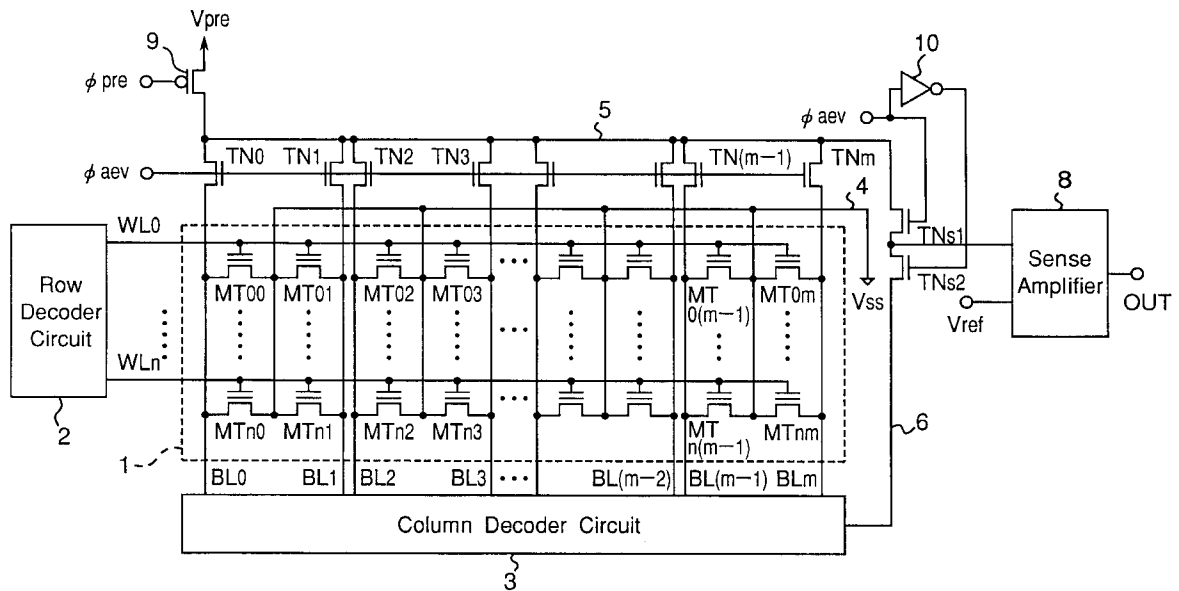 Vpre
9
10
φ pre
φ aev
5
TN0 TN1 TN2 TN3 TN(m-1) TNm
φ aev
4
8
WL0
TNs1
Row Decoder Circuit
MT00 MT01 MT02 MT03 ... MT 0(m-1) MT0m
Vss
TNs2
Sense Amplifier
OUT
Vref
WLn
2
MTn0 MTn1 MTn2 MTn3 ... MT n(m-1) MTnm
6
1
BL0 BL1 BL2 BL3 ... BL(m-2) BL(m-1) BLm
Column Decoder Circuit
3